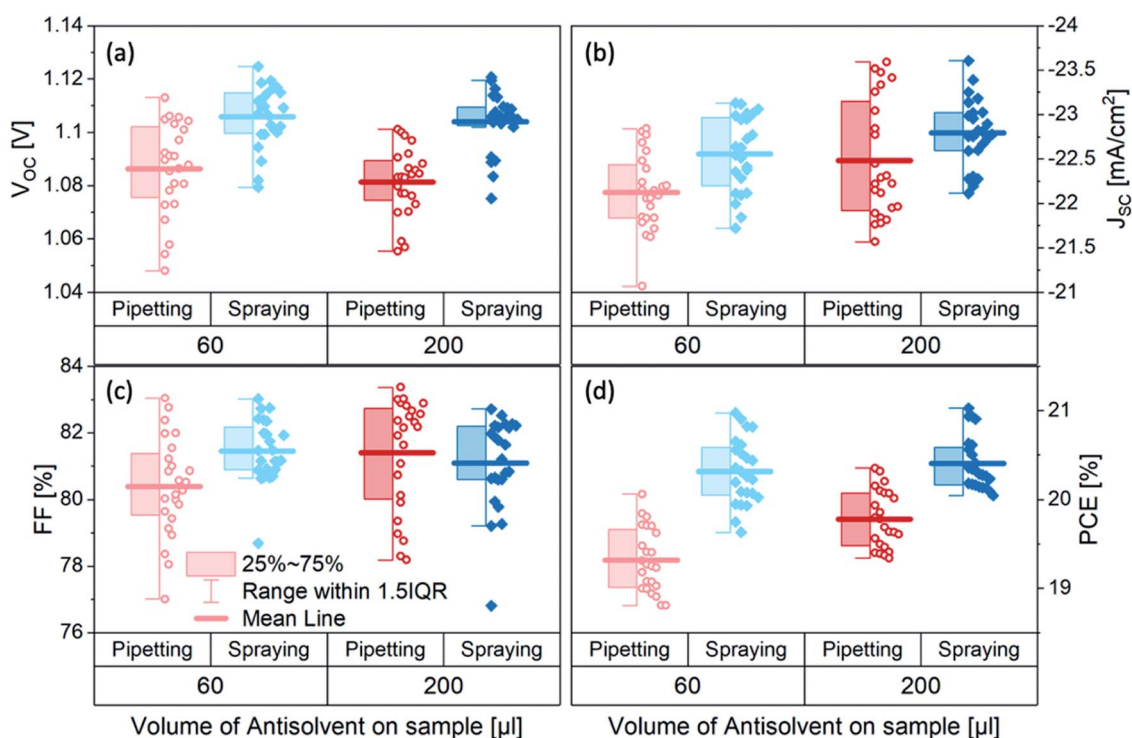 (a)
1.14
1.12
1.10
1.08
1.06
1.04
V_OC [V]
Pipetting Spraying Pipetting Spraying
60 200
(b)
-24
-23.5
-23
-22.5
-22
-21.5
-21
J_SC [mA/cm²]
Pipetting Spraying Pipetting Spraying
60 200
(c)
84
82
80
78
76
FF [%]
25%~75%
Range within 1.5IQR
Mean Line
Pipetting Spraying Pipetting Spraying
60 200
Volume of Antisolvent on sample [µl]
(d)
21
20
19
PCE [%]
Pipetting Spraying Pipetting Spraying
60 200
Volume of Antisolvent on sample [µl]